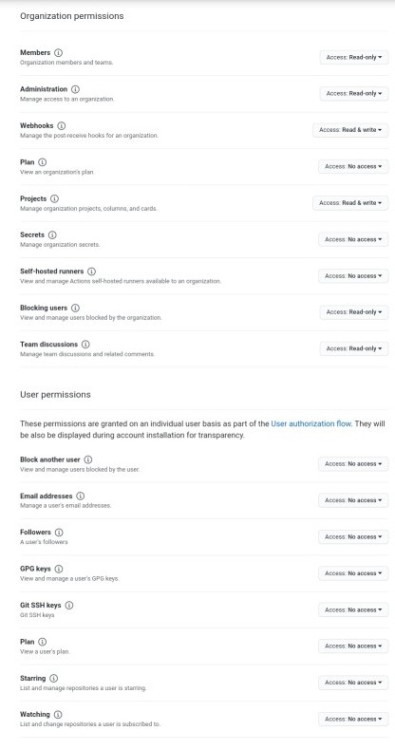 Organization permissions
Members
Organization members and teams.
Access: Read-only
Administration
Manage access to an organization.
Access: Read-only
Webhooks
Manage the post-receive hooks for an organization.
Access: Read & write
Plan
View an organization's plan.
Access: No access
Projects
Manage organization projects, columns, and cards.
Access: Read & write
Secrets
Manage organization secrets.
Access: No access
Self-hosted runners
View and manage Actions self-hosted runners available to an organization.
Access: No access
Blocking users
View and manage users blocked by the organization.
Access: Read-only
Team discussions
Manage team discussions and related comments.
Access: Read-only
User permissions
These permissions are granted on an individual user basis as part of the User authorization flow. They will
be also be displayed during account installation for transparency.
Block another user
View and manage users blocked by the user.
Access: No access
Email addresses
Manage a user's email addresses.
Access: No access
Followers
A user's followers
Access: No access
GPG keys
View and manage a user's GPG keys.
Access: No access
Git SSH keys
Git SSH keys
Access: No access
Plan
View a user's plan.
Access: No access
Starring
List and manage repositories a user is starring.
Access: No access
Watching
List and change repositories a user is subscribed to.
Access: No access